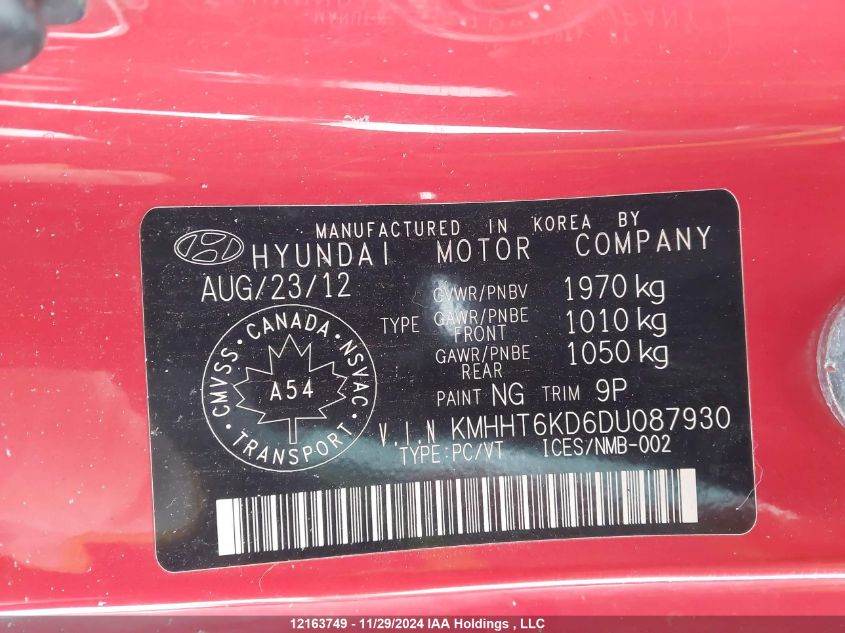 MANUFACTURED IN KOREA BY
HYUNDAI MOTOR COMPANY
AUG/23/12
GVWR/PNBV 1970 kg
TYPE GAWR/PNBE FRONT 1010 kg
GAWR/PNBE REAR 1050 kg
PAINT NG TRIM 9P
V.I.N KMHHT6KD6DU087930
TYPE:PC/VT ICES/NMB-002
CMVSS · CANADA · NSVAC
A54
· TRANSPORT ·
12163749 - 11/29/2024 IAA Holdings , LLC